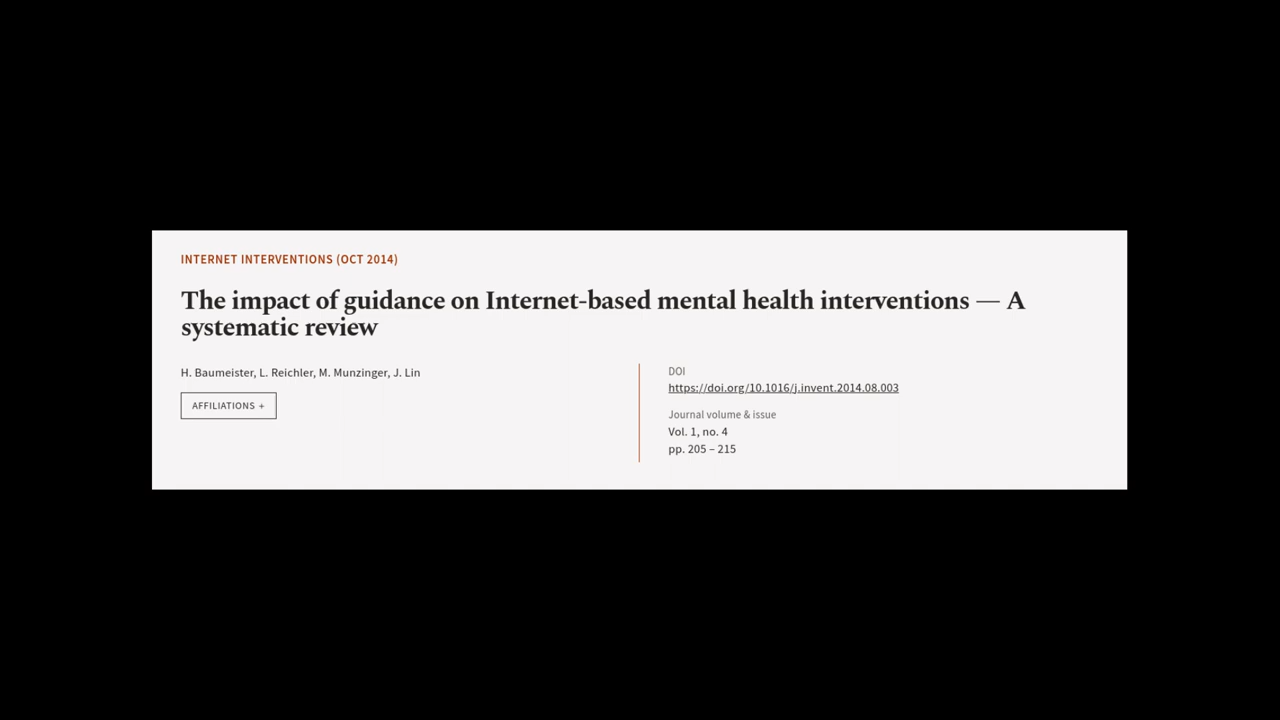 INTERNET INTERVENTIONS (OCT 2014)
The impact of guidance on Internet-based mental health interventions — A
systematic review
H. Baumeister, L. Reichler, M. Munzinger, J. Lin
AFFILIATIONS +
DOI
https://doi.org/10.1016/j.invent.2014.08.003
Journal volume & issue
Vol. 1, no. 4
pp. 205 – 215